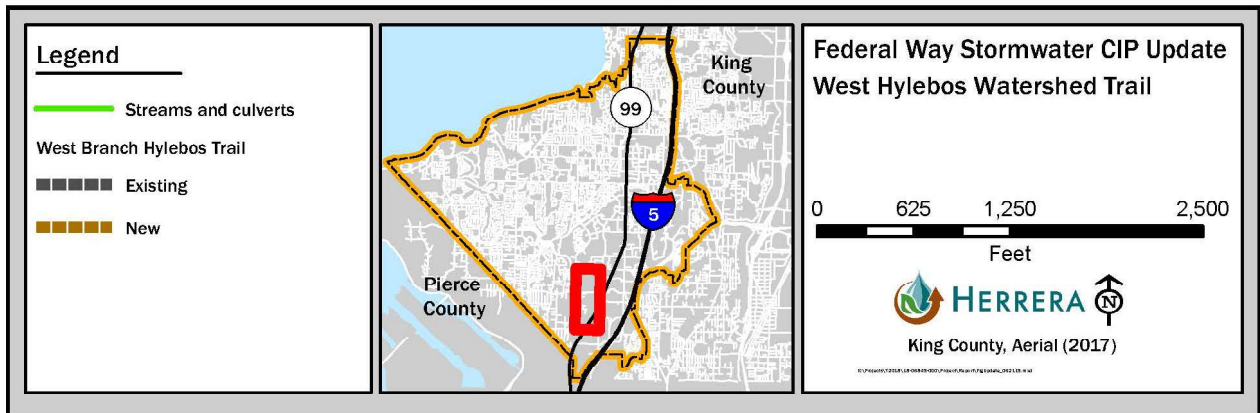 Legend
Streams and culverts
West Branch Hylebos Trail
Existing
New
King
County
99
5
Pierce
County
Federal Way Stormwater CIP Update
West Hylebos Watershed Trail
0 625 1,250 2,500
Feet
HERRERA N
King County, Aerial (2017)